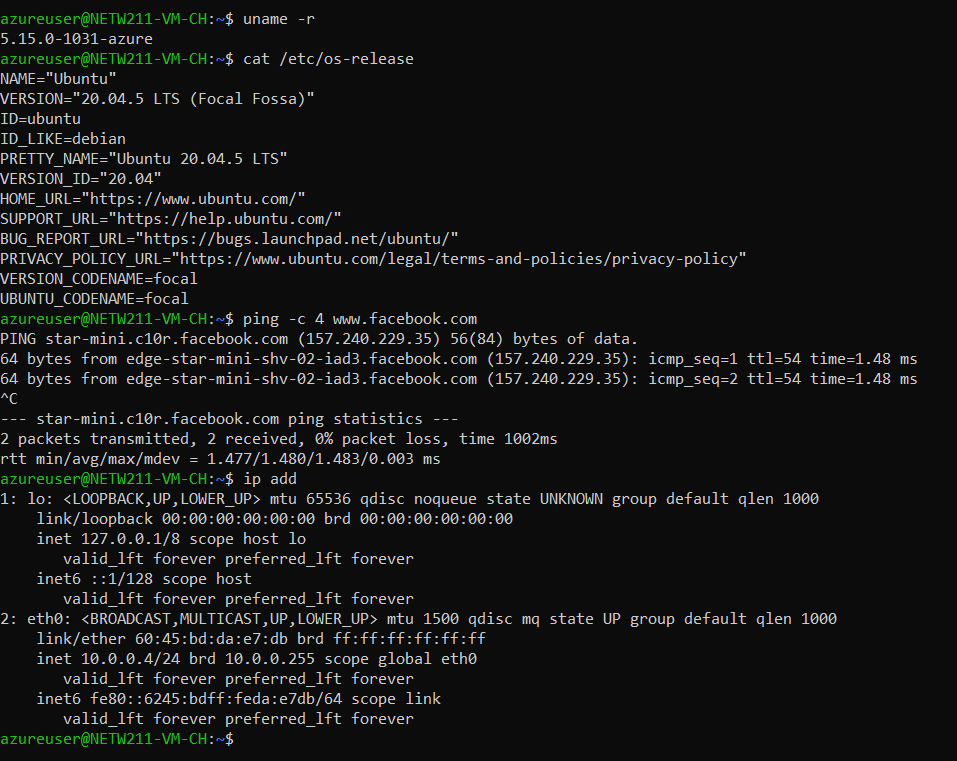 azureuser@NETW211-VM-CH:~$ uname -r
5.15.0-1031-azure
azureuser@NETW211-VM-CH:~$ cat /etc/os-release
NAME="Ubuntu"
VERSION="20.04.5 LTS (Focal Fossa)"
ID=ubuntu
ID_LIKE=debian
PRETTY_NAME="Ubuntu 20.04.5 LTS"
VERSION_ID="20.04"
HOME_URL="https://www.ubuntu.com/"
SUPPORT_URL="https://help.ubuntu.com/"
BUG_REPORT_URL="https://bugs.launchpad.net/ubuntu/"
PRIVACY_POLICY_URL="https://www.ubuntu.com/legal/terms-and-policies/privacy-policy"
VERSION_CODENAME=focal
UBUNTU_CODENAME=focal
azureuser@NETW211-VM-CH:~$ ping -c 4 www.facebook.com
PING star-mini.c10r.facebook.com (157.240.229.35) 56(84) bytes of data.
64 bytes from edge-star-mini-shv-02-iad3.facebook.com (157.240.229.35): icmp_seq=1 ttl=54 time=1.48 ms
64 bytes from edge-star-mini-shv-02-iad3.facebook.com (157.240.229.35): icmp_seq=2 ttl=54 time=1.48 ms
^C
--- star-mini.c10r.facebook.com ping statistics ---
2 packets transmitted, 2 received, 0% packet loss, time 1002ms
rtt min/avg/max/mdev = 1.477/1.480/1.483/0.003 ms
azureuser@NETW211-VM-CH:~$ ip add
1: lo: <LOOPBACK,UP,LOWER_UP> mtu 65536 qdisc noqueue state UNKNOWN group default qlen 1000
    link/loopback 00:00:00:00:00:00 brd 00:00:00:00:00:00
    inet 127.0.0.1/8 scope host lo
       valid_lft forever preferred_lft forever
    inet6 ::1/128 scope host
       valid_lft forever preferred_lft forever
2: eth0: <BROADCAST,MULTICAST,UP,LOWER_UP> mtu 1500 qdisc mq state UP group default qlen 1000
    link/ether 60:45:bd:da:e7:db brd ff:ff:ff:ff:ff:ff
    inet 10.0.0.4/24 brd 10.0.0.255 scope global eth0
       valid_lft forever preferred_lft forever
    inet6 fe80::6245:bdff:feda:e7db/64 scope link
       valid_lft forever preferred_lft forever
azureuser@NETW211-VM-CH:~$